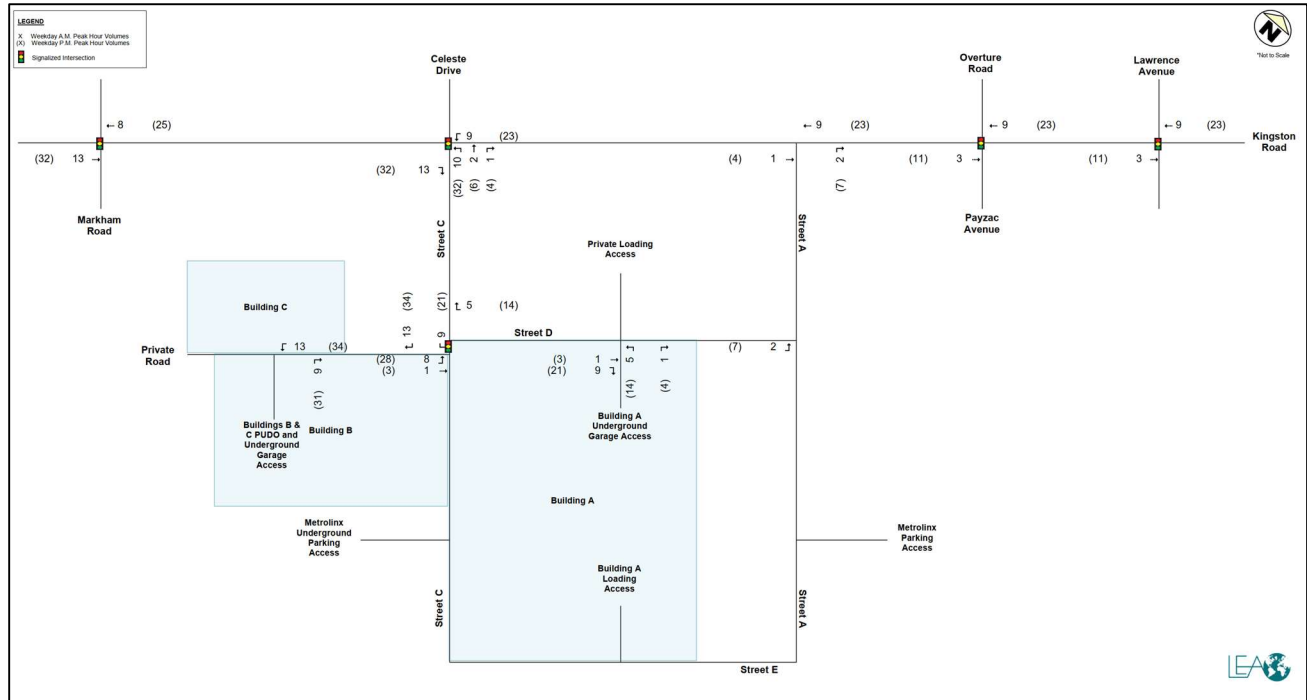 LEGEND
X Weekday A.M. Peak Hour Volumes
(X) Weekday P.M. Peak Hour Volumes
Signalized Intersection
N
*Not to Scale
Celeste
Drive
Overture
Road
Lawrence
Avenue
← 8 (25)
↰ 9 (23)
← 9 (23)
← 9 (23)
← 9 (23)
Kingston
Road
(32) 13 →
(32) 13
10
(32)
2
(6)
1
(4)
(4) 1 →
2
(7)
(11) 3 →
(11) 3 →
Markham
Road
Street C
Street A
Payzac
Avenue
Private Loading
Access
Building C
(34)
13
(21)
9
5 (14)
Street D
Private
Road
13 (34)
(28) 8
(3) 1 →
9
(31)
(3) 1 →
(21) 9
5
(14)
1
(4)
(7) 2
Buildings B &
C PUDO and
Underground
Garage
Access
Building B
Building A
Underground
Garage Access
Building A
Metrolinx
Underground
Parking
Access
Metrolinx
Parking
Access
Building A
Loading
Access
Street C
Street A
Street E
LEA